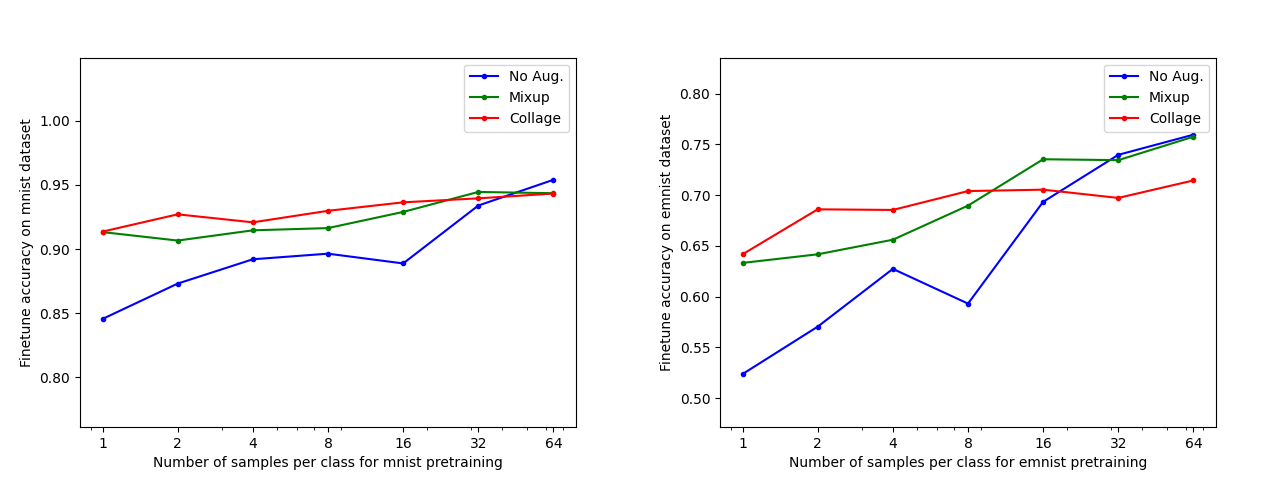 Finetune accuracy on mnist dataset
1.00
0.95
0.90
0.85
0.80
No Aug.
Mixup
Collage
1 2 4 8 16 32 64
Number of samples per class for mnist pretraining
Finetune accuracy on emnist dataset
0.80
0.75
0.70
0.65
0.60
0.55
0.50
No Aug.
Mixup
Collage
1 2 4 8 16 32 64
Number of samples per class for emnist pretraining